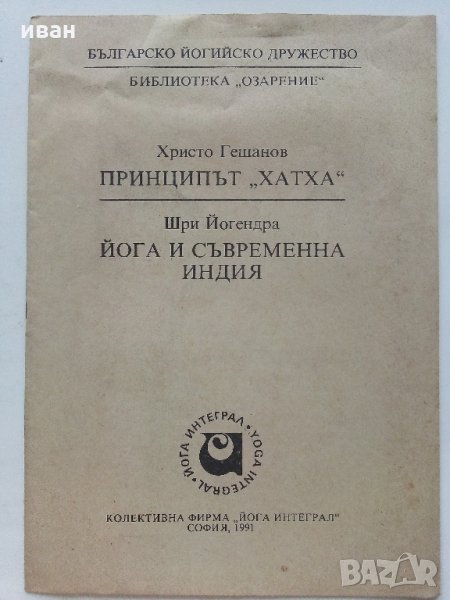 иван
БЪЛГАРСКО ЙОГИЙСКО ДРУЖЕСТВО
БИБЛИОТЕКА „ОЗАРЕНИЕ“
Христо Гешанов
ПРИНЦИПЪТ „ХАТХА“
Шри Йогендра
ЙОГА И СЪВРЕМЕННА
ИНДИЯ
ЙОГА ИНТЕГРАЛ • YOGA INTEGRAL •
КОЛЕКТИВНА ФИРМА „ЙОГА ИНТЕГРАЛ“
СОФИЯ, 1991
BAZAR